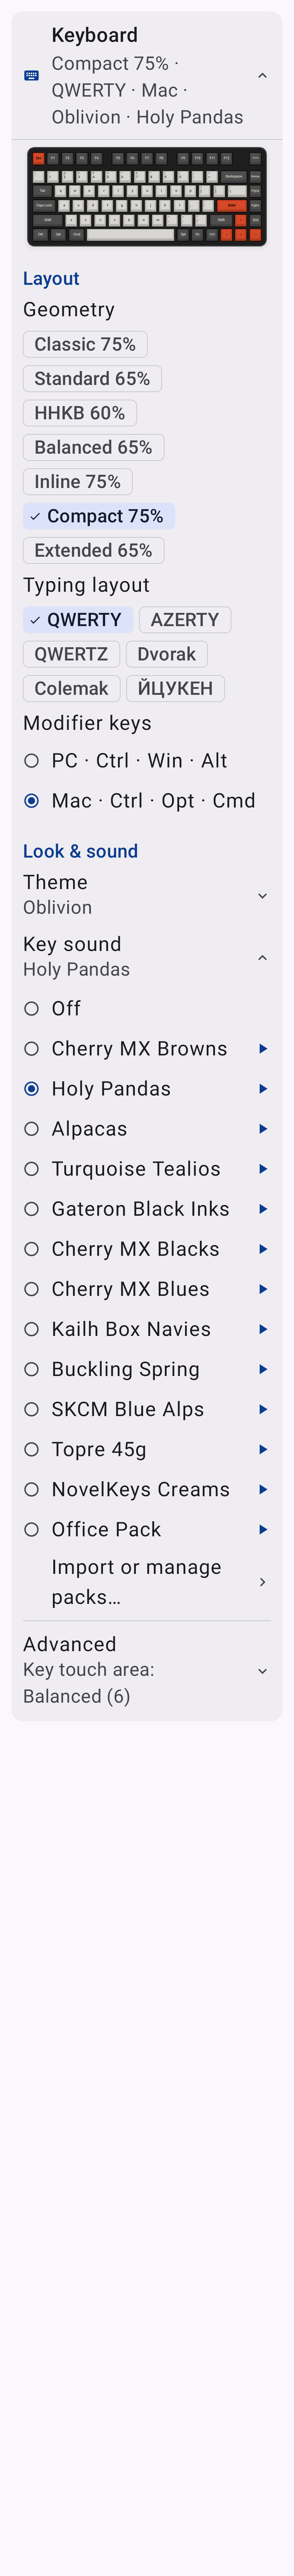 Keyboard
Compact 75% ·
QWERTY · Mac ·
Oblivion · Holy Pandas
Layout
Geometry
Classic 75%
Standard 65%
HHKB 60%
Balanced 65%
Inline 75%
Compact 75%
Extended 65%
Typing layout
QWERTY AZERTY
QWERTZ Dvorak
Colemak ЙЦУКЕН
Modifier keys
PC · Ctrl · Win · Alt
Mac · Ctrl · Opt · Cmd
Look & sound
Theme
Oblivion
Key sound
Holy Pandas
Off
Cherry MX Browns
Holy Pandas
Alpacas
Turquoise Tealios
Gateron Black Inks
Cherry MX Blacks
Cherry MX Blues
Kailh Box Navies
Buckling Spring
SKCM Blue Alps
Topre 45g
NovelKeys Creams
Office Pack
Import or manage
packs…
Advanced
Key touch area:
Balanced (6)